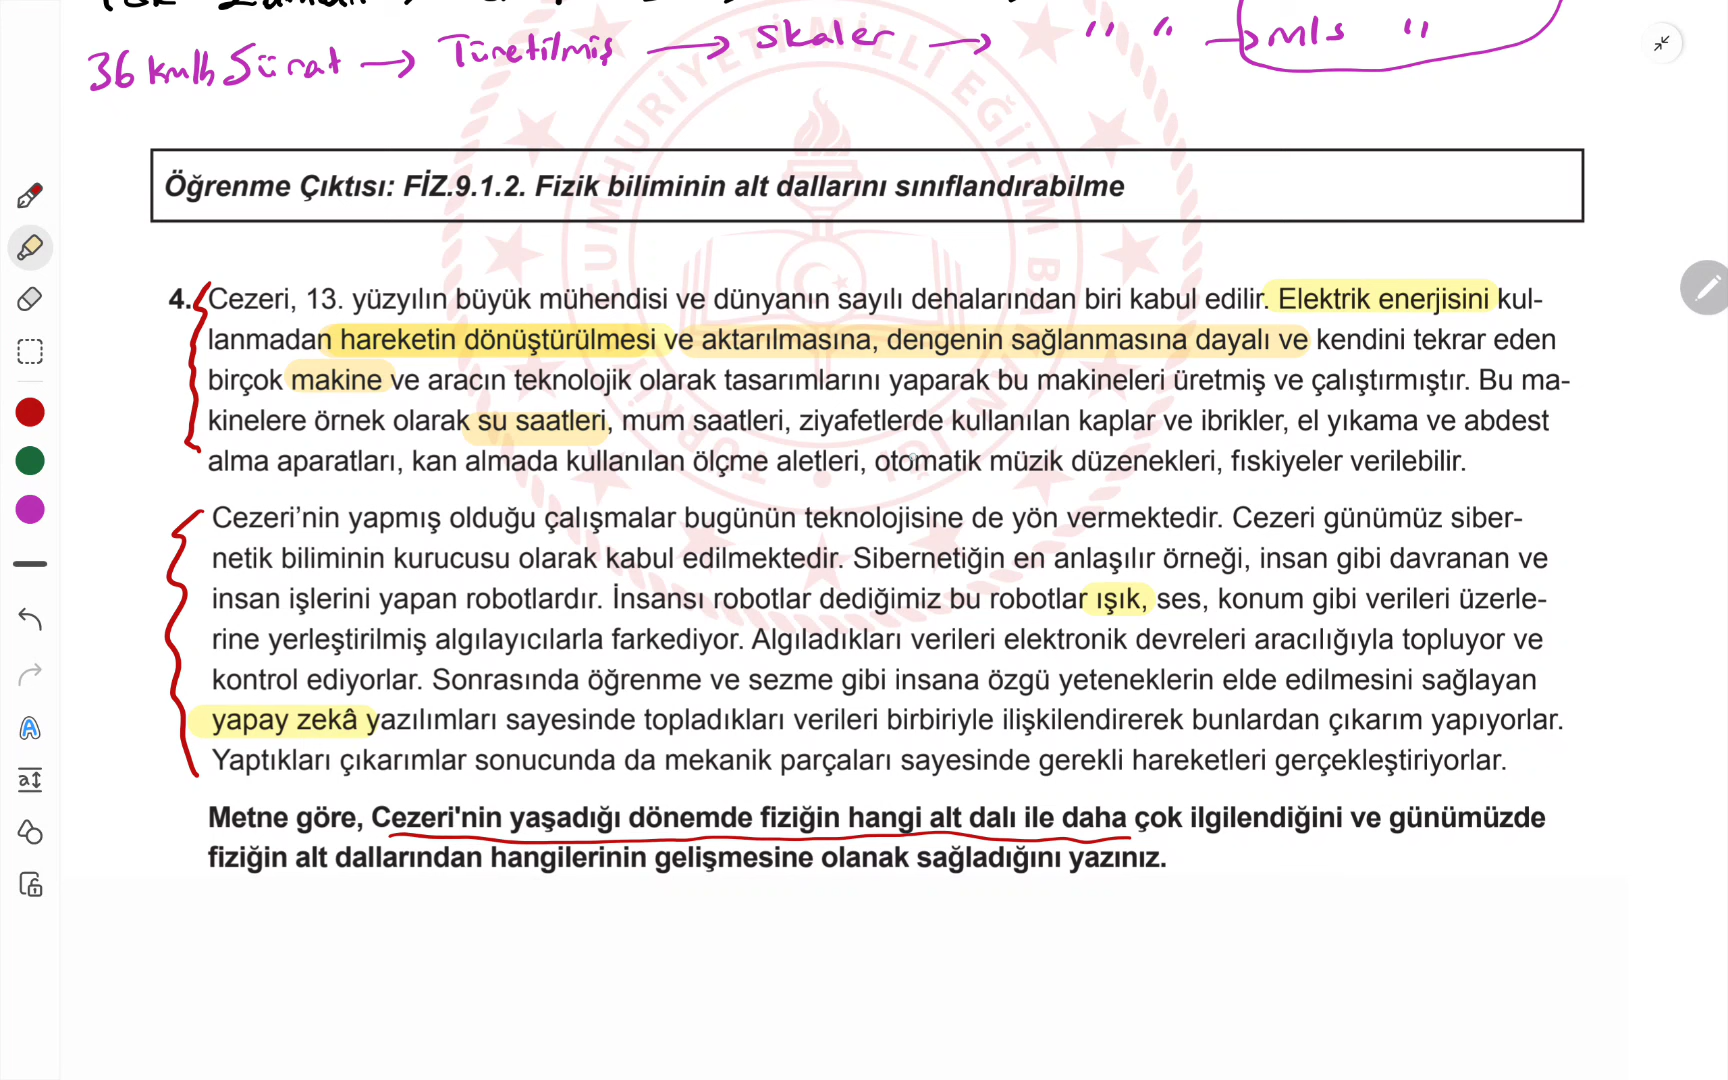 36 km/h Sürat → Türetilmiş → Skaler → " " → m/s "
Öğrenme Çıktısı: FİZ.9.1.2. Fizik biliminin alt dallarını sınıflandırabilme
4. Cezeri, 13. yüzyılın büyük mühendisi ve dünyanın sayılı dehalarından biri kabul edilir. Elektrik enerjisini kul-
lanmadan hareketin dönüştürülmesi ve aktarılmasına, dengenin sağlanmasına dayalı ve kendini tekrar eden
birçok makine ve aracın teknolojik olarak tasarımlarını yaparak bu makineleri üretmiş ve çalıştırmıştır. Bu ma-
kinelere örnek olarak su saatleri, mum saatleri, ziyafetlerde kullanılan kaplar ve ibrikler, el yıkama ve abdest
alma aparatları, kan almada kullanılan ölçme aletleri, otomatik müzik düzenekleri, fıskiyeler verilebilir.
Cezeri’nin yapmış olduğu çalışmalar bugünün teknolojisine de yön vermektedir. Cezeri günümüz siber-
netik biliminin kurucusu olarak kabul edilmektedir. Sibernetiğin en anlaşılır örneği, insan gibi davranan ve
insan işlerini yapan robotlardır. İnsansı robotlar dediğimiz bu robotlar ışık, ses, konum gibi verileri üzerle-
rine yerleştirilmiş algılayıcılarla farkediyor. Algıladıkları verileri elektronik devreleri aracılığıyla topluyor ve
kontrol ediyorlar. Sonrasında öğrenme ve sezme gibi insana özgü yeteneklerin elde edilmesini sağlayan
yapay zekâ yazılımları sayesinde topladıkları verileri birbiriyle ilişkilendirerek bunlardan çıkarım yapıyorlar.
Yaptıkları çıkarımlar sonucunda da mekanik parçaları sayesinde gerekli hareketleri gerçekleştiriyorlar.
Metne göre, Cezeri'nin yaşadığı dönemde fiziğin hangi alt dalı ile daha çok ilgilendiğini ve günümüzde
fiziğin alt dallarından hangilerinin gelişmesine olanak sağladığını yazınız.